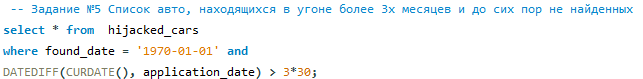 -- Задание №5 Список авто, находящихся в угоне более 3х месяцев и до сих пор не найденных
select * from hijacked_cars
where found_date = '1970-01-01' and
DATEDIFF(CURDATE(), application_date) > 3*30;